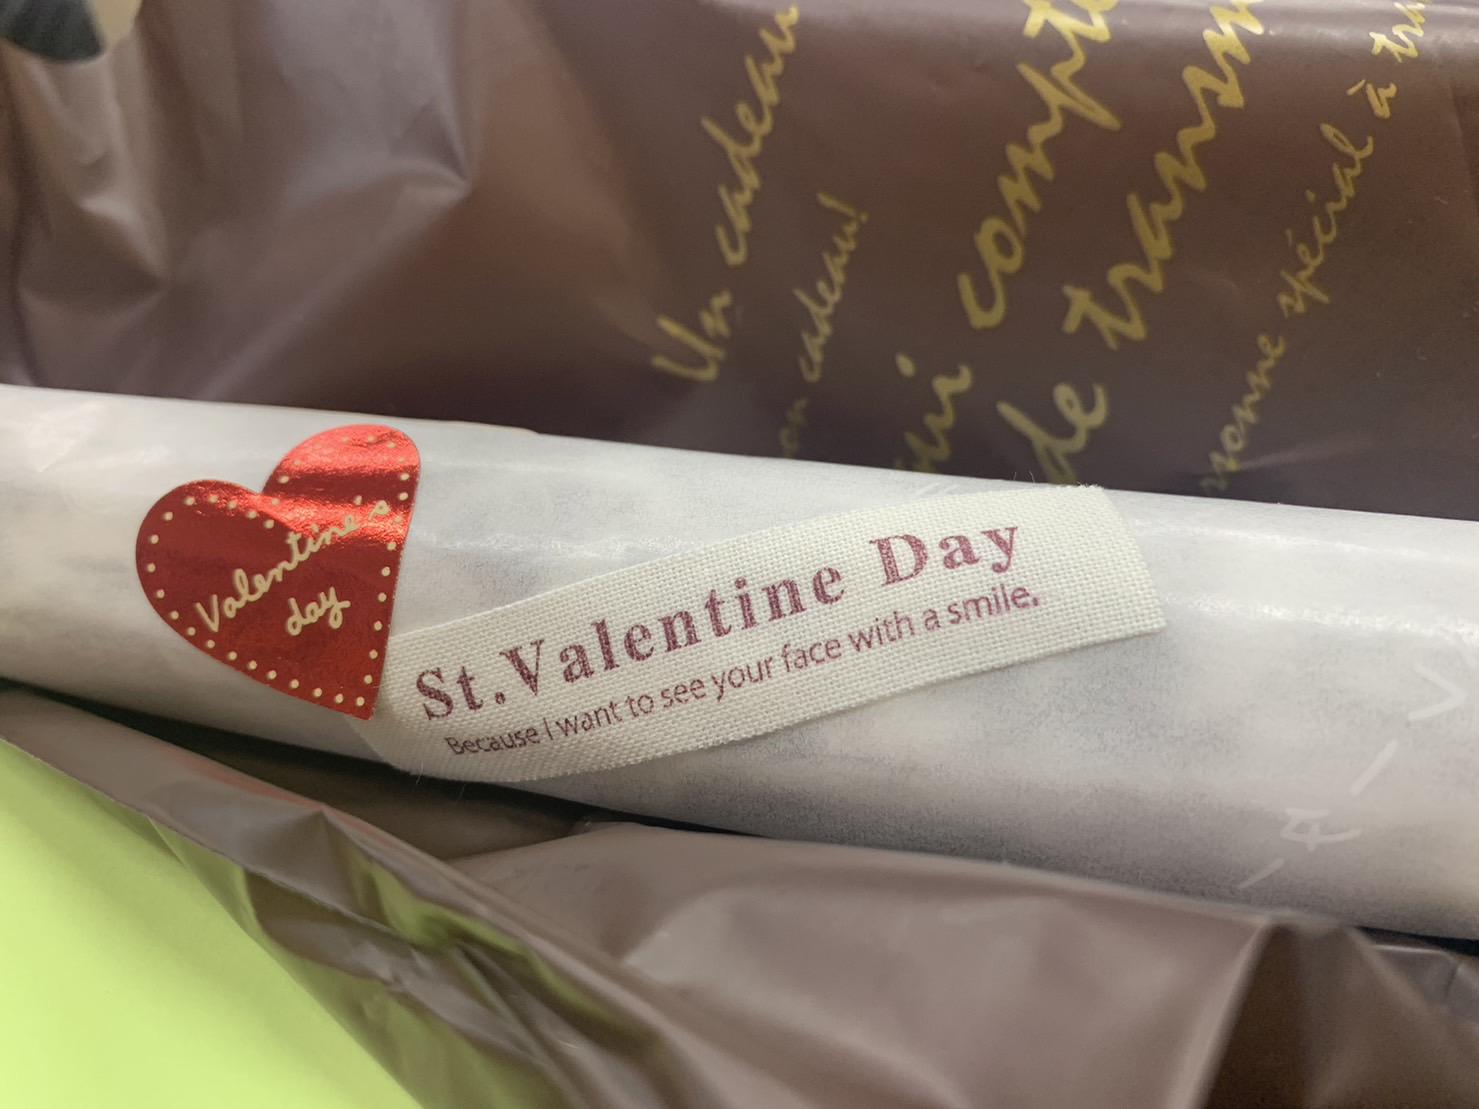 Un cadeau
cadeau!
compte
de
spécial à
Valentine's
day
St.Valentine Day
Because I want to see your face with a smile.